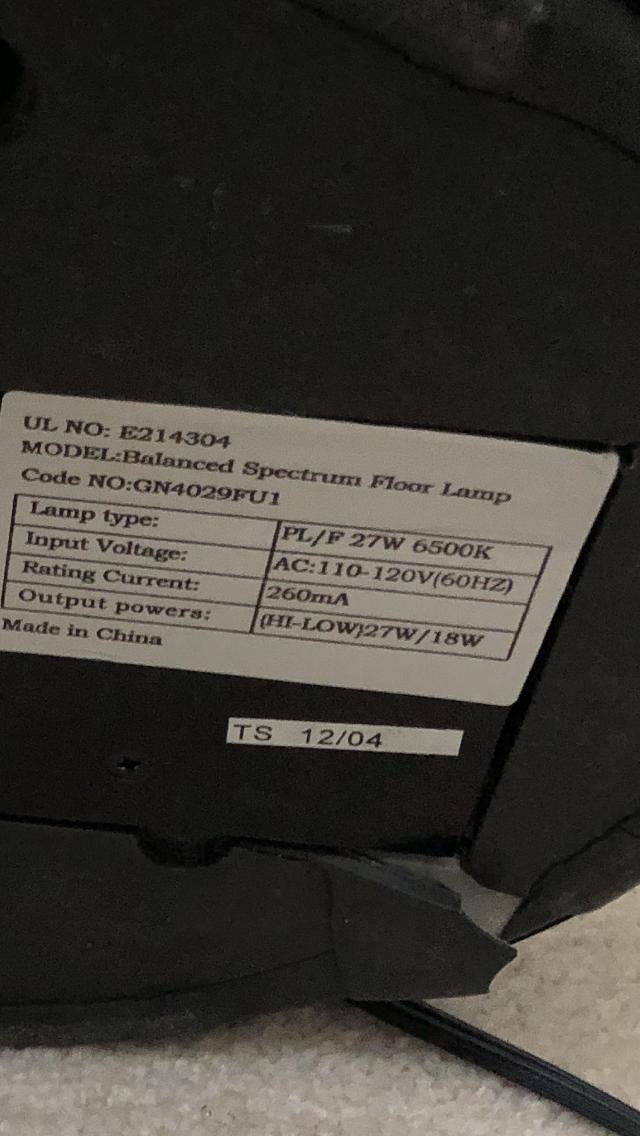 UL NO: E214304
MODEL:Balanced Spectrum Floor Lamp
Code NO:GN4029FU1
Lamp type: PL/F 27W 6500K
Input Voltage: AC:110-120V(60HZ)
Rating Current: 260mA
Output powers: (HI-LOW)27W/18W
Made in China
TS 12/04